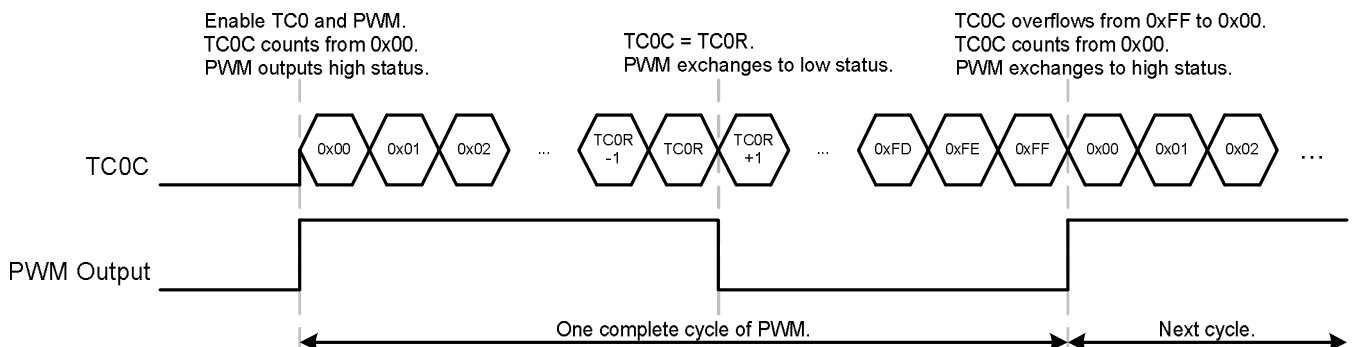 Enable TC0 and PWM.
TC0C counts from 0x00.
PWM outputs high status.
TC0C = TC0R.
PWM exchanges to low status.
TC0C overflows from 0xFF to 0x00.
TC0C counts from 0x00.
PWM exchanges to high status.
TC0C
0x00
0x01
0x02
...
TC0R
-1
TC0R
TC0R
+1
...
0xFD
0xFE
0xFF
0x00
0x01
0x02
...
PWM Output
One complete cycle of PWM.
Next cycle.